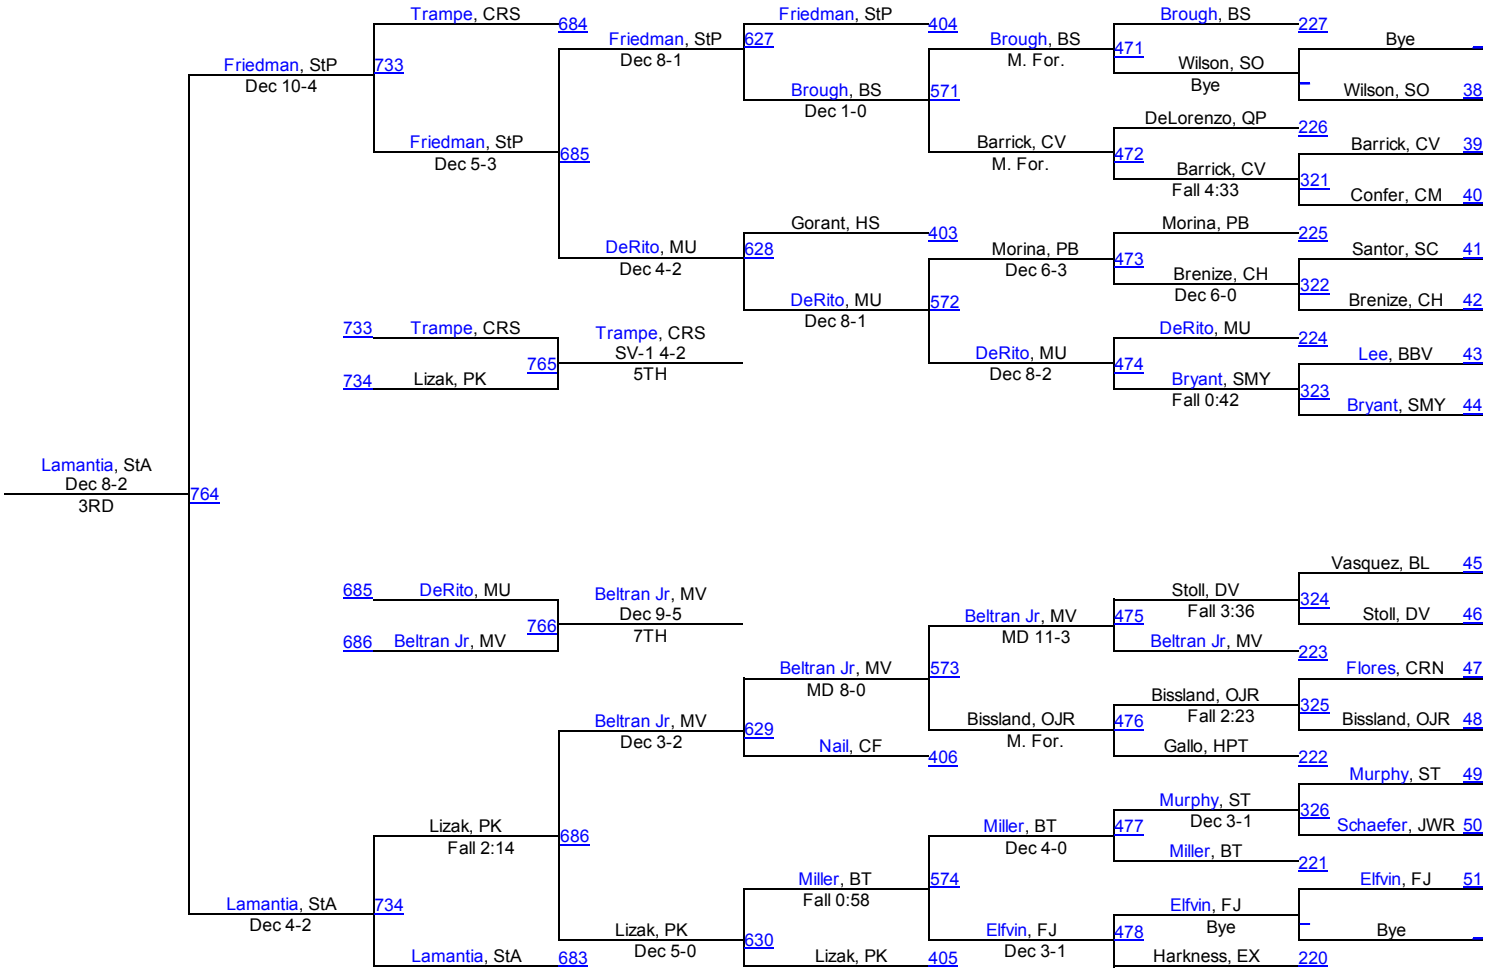 Trampe, CRS
684
Friedman, StP
404
Brough, BS
227
Friedman, StP
627
Dec 8-1
Brough, BS
471
M. For.
Bye
Wilson, SO
Bye
Friedman, StP
733
Dec 10-4
Brough, BS
571
Dec 1-0
Wilson, SO 38
DeLorenzo, QP
226
Friedman, StP
685
Dec 5-3
Barrick, CV
472
M. For.
Barrick, CV 39
Barrick, CV
321
Fall 4:33
Confer, CM 40
Gorant, HS
403
Morina, PB
225
DeRito, MU
628
Dec 4-2
Morina, PB
473
Dec 6-3
Santor, SC 41
Brenize, CH
322
Dec 6-0
DeRito, MU
572
Dec 8-1
Brenize, CH 42
733 Trampe, CRS
Trampe, CRS
SV-1 4-2
765
5TH
DeRito, MU
224
734 Lizak, PK
DeRito, MU
474
Dec 8-2
Lee, BBV 43
Bryant, SMY
323
Fall 0:42
Bryant, SMY 44
Lamantia, StA
Dec 8-2
764
3RD
Vasquez, BL 45
685 DeRito, MU
Beltran Jr, MV
Dec 9-5
766
7TH
Stoll, DV
324
Fall 3:36
Beltran Jr, MV
475
MD 11-3
Stoll, DV 46
686 Beltran Jr, MV
Beltran Jr, MV
223
Beltran Jr, MV
573
MD 8-0
Flores, CRN 47
Bissland, OJR
325
Fall 2:23
Beltran Jr, MV
629
Dec 3-2
Bissland, OJR
476
M. For.
Bissland, OJR 48
Nail, CF
406
Gallo, HPT
222
Murphy, ST 49
Murphy, ST
326
Dec 3-1
Lizak, PK
686
Fall 2:14
Miller, BT
477
Dec 4-0
Schaefer, JWR 50
Miller, BT
221
Miller, BT
574
Fall 0:58
Elfvin, FJ 51
Lamantia, StA
734
Dec 4-2
Elfvin, FJ
Bye
Lizak, PK
630
Dec 5-0
Elfvin, FJ
478
Dec 3-1
Bye
Lamantia, StA
683
Lizak, PK
405
Harkness, EX
220